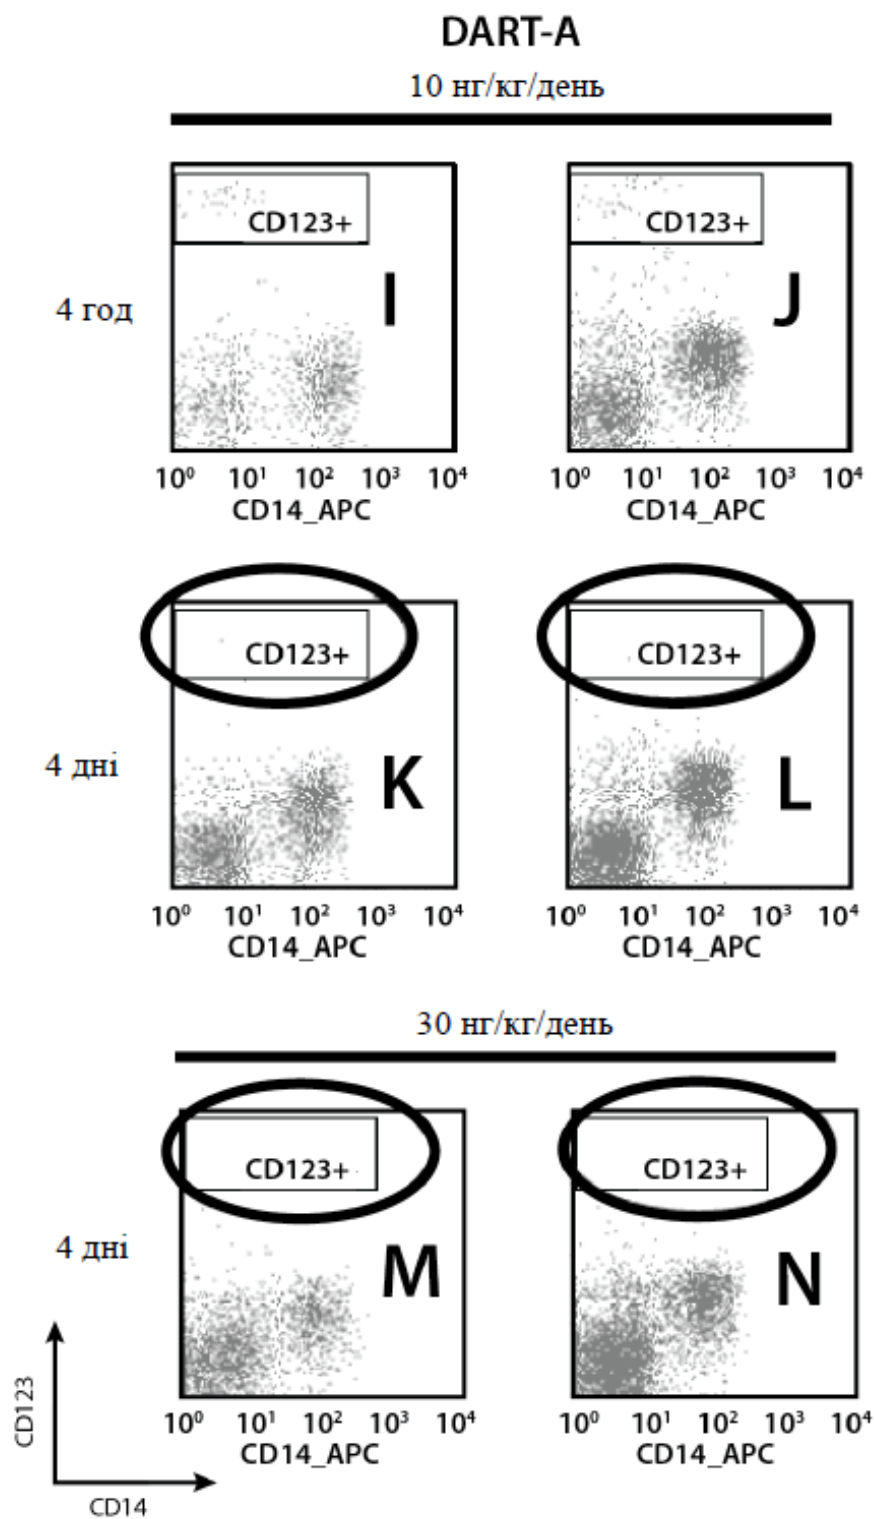 DART-A
10 нг/кг/день
CD123+
CD123+
I
J
4 год
10⁰ 10¹ 10² 10³ 10⁴
10⁰ 10¹ 10² 10³ 10⁴
CD14_APC
CD14_APC
CD123+
CD123+
4 дні
K
L
10⁰ 10¹ 10² 10³ 10⁴
10⁰ 10¹ 10² 10³ 10⁴
CD14_APC
CD14_APC
30 нг/кг/день
CD123+
CD123+
4 дні
M
N
10⁰ 10¹ 10² 10³ 10⁴
10⁰ 10¹ 10² 10³ 10⁴
CD14_APC
CD14_APC
CD123
CD14